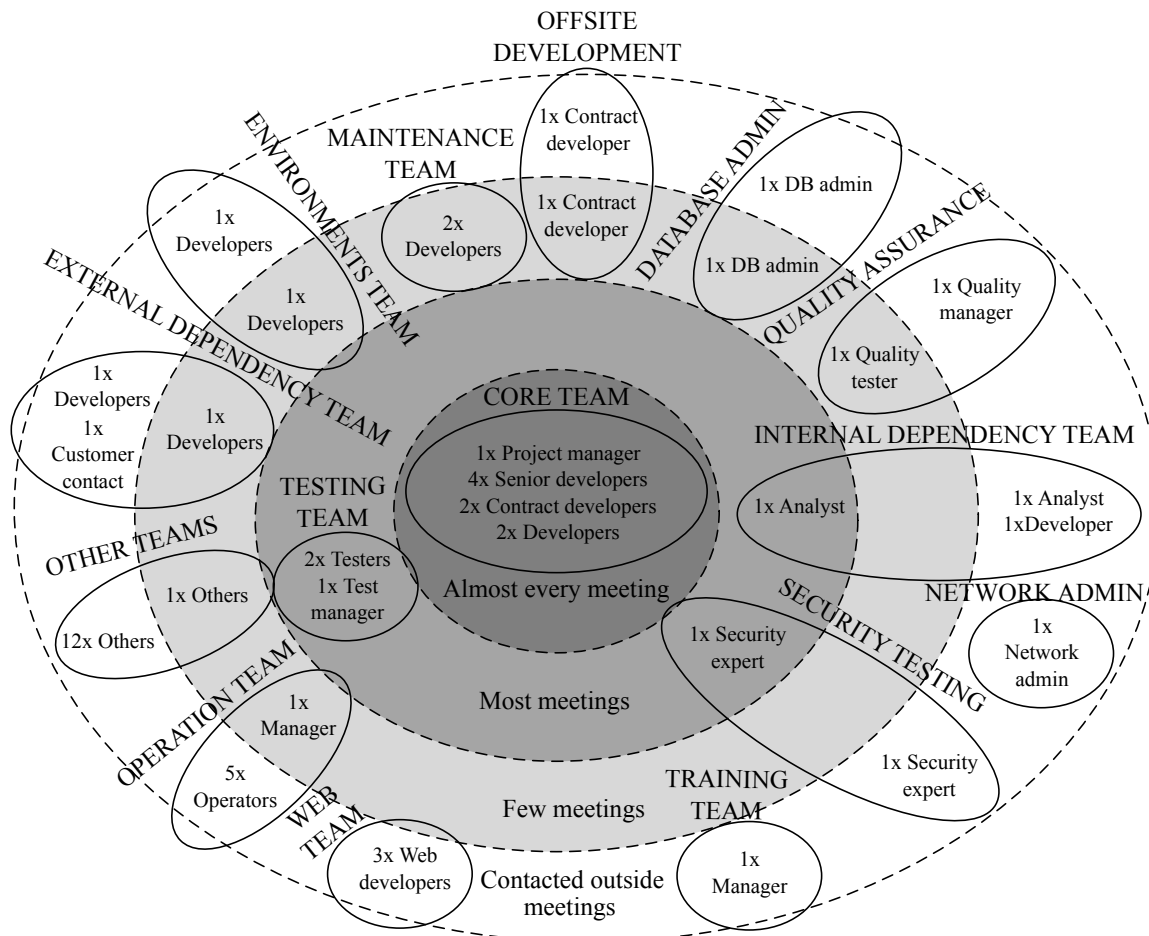 OFFSITE
DEVELOPMENT
1x Contract
developer
1x Contract
developer
MAINTENANCE
TEAM
2x
Developers
ENVIRONMENTS TEAM
1x
Developers
1x
Developers
DATABASE ADMIN
1x DB admin
1x DB admin
QUALITY ASSURANCE
1x Quality
manager
1x Quality
tester
EXTERNAL DEPENDENCY TEAM
1x
Developers
1x
Customer
contact
1x
Developers
CORE TEAM
1x Project manager
4x Senior developers
2x Contract developers
2x Developers
Almost every meeting
INTERNAL DEPENDENCY TEAM
1x Analyst
1x Analyst
1xDeveloper
TESTING
TEAM
2x Testers
1x Test
manager
OTHER TEAMS
1x Others
12x Others
NETWORK ADMIN
1x
Network
admin
SECURITY TESTING
1x Security
expert
1x Security
expert
Most meetings
OPERATION TEAM
1x
Manager
5x
Operators
WEB
TEAM
3x Web
developers
Few meetings
TRAINING
TEAM
1x
Manager
Contacted outside
meetings